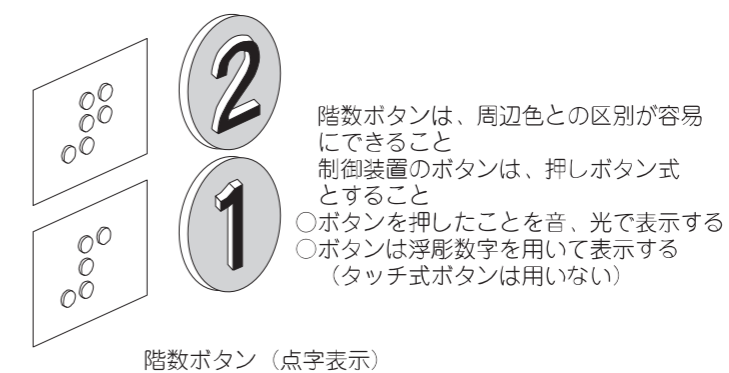 2
1
階数ボタンは、周辺色との区別が容易
にできること
制御装置のボタンは、押しボタン式
とすること
○ボタンを押したことを音、光で表示する
○ボタンは浮彫数字を用いて表示する
（タッチ式ボタンは用いない）
階数ボタン（点字表示）